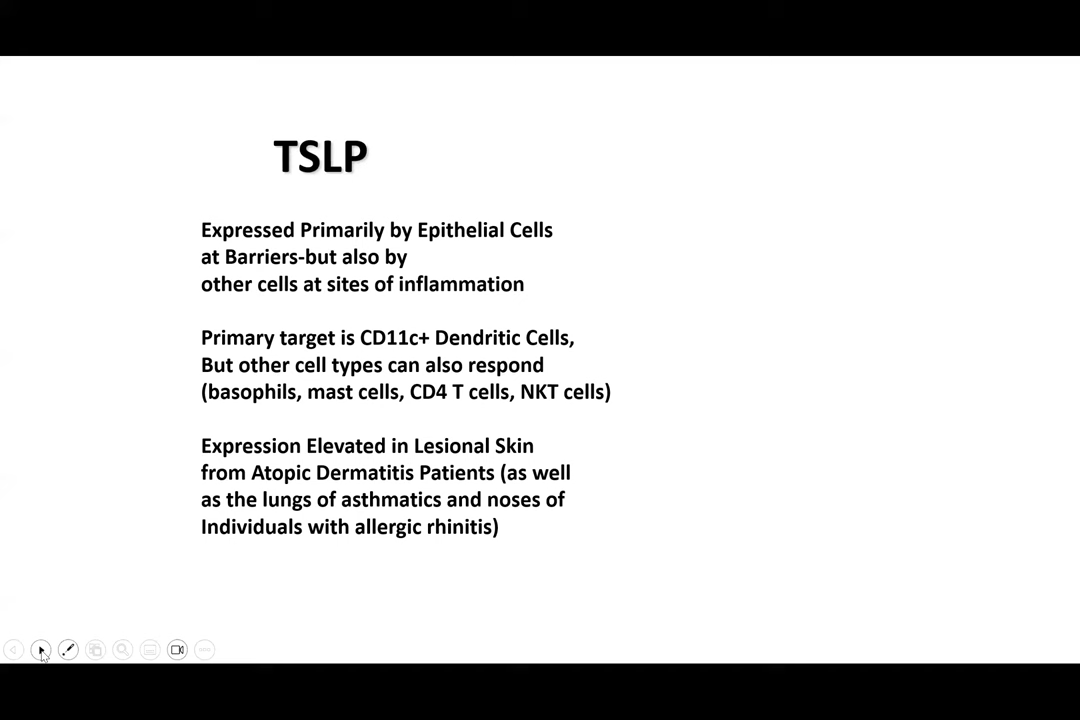 TSLP
Expressed Primarily by Epithelial Cells
at Barriers-but also by
other cells at sites of inflammation
Primary target is CD11c+ Dendritic Cells,
But other cell types can also respond
(basophils, mast cells, CD4 T cells, NKT cells)
Expression Elevated in Lesional Skin
from Atopic Dermatitis Patients (as well
as the lungs of asthmatics and noses of
Individuals with allergic rhinitis)